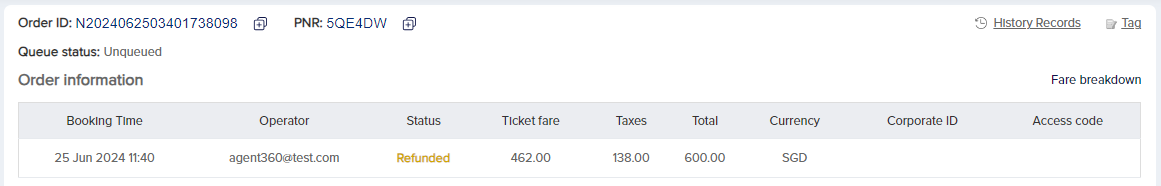 Order ID: N2024062503401738098 PNR: 5QE4DW History Records Tag
Queue status: Unqueued
Order information Fare breakdown
Booking Time Operator Status Ticket fare Taxes Total Currency Corporate ID Access code
25 Jun 2024 11:40 agent360@test.com Refunded 462.00 138.00 600.00 SGD